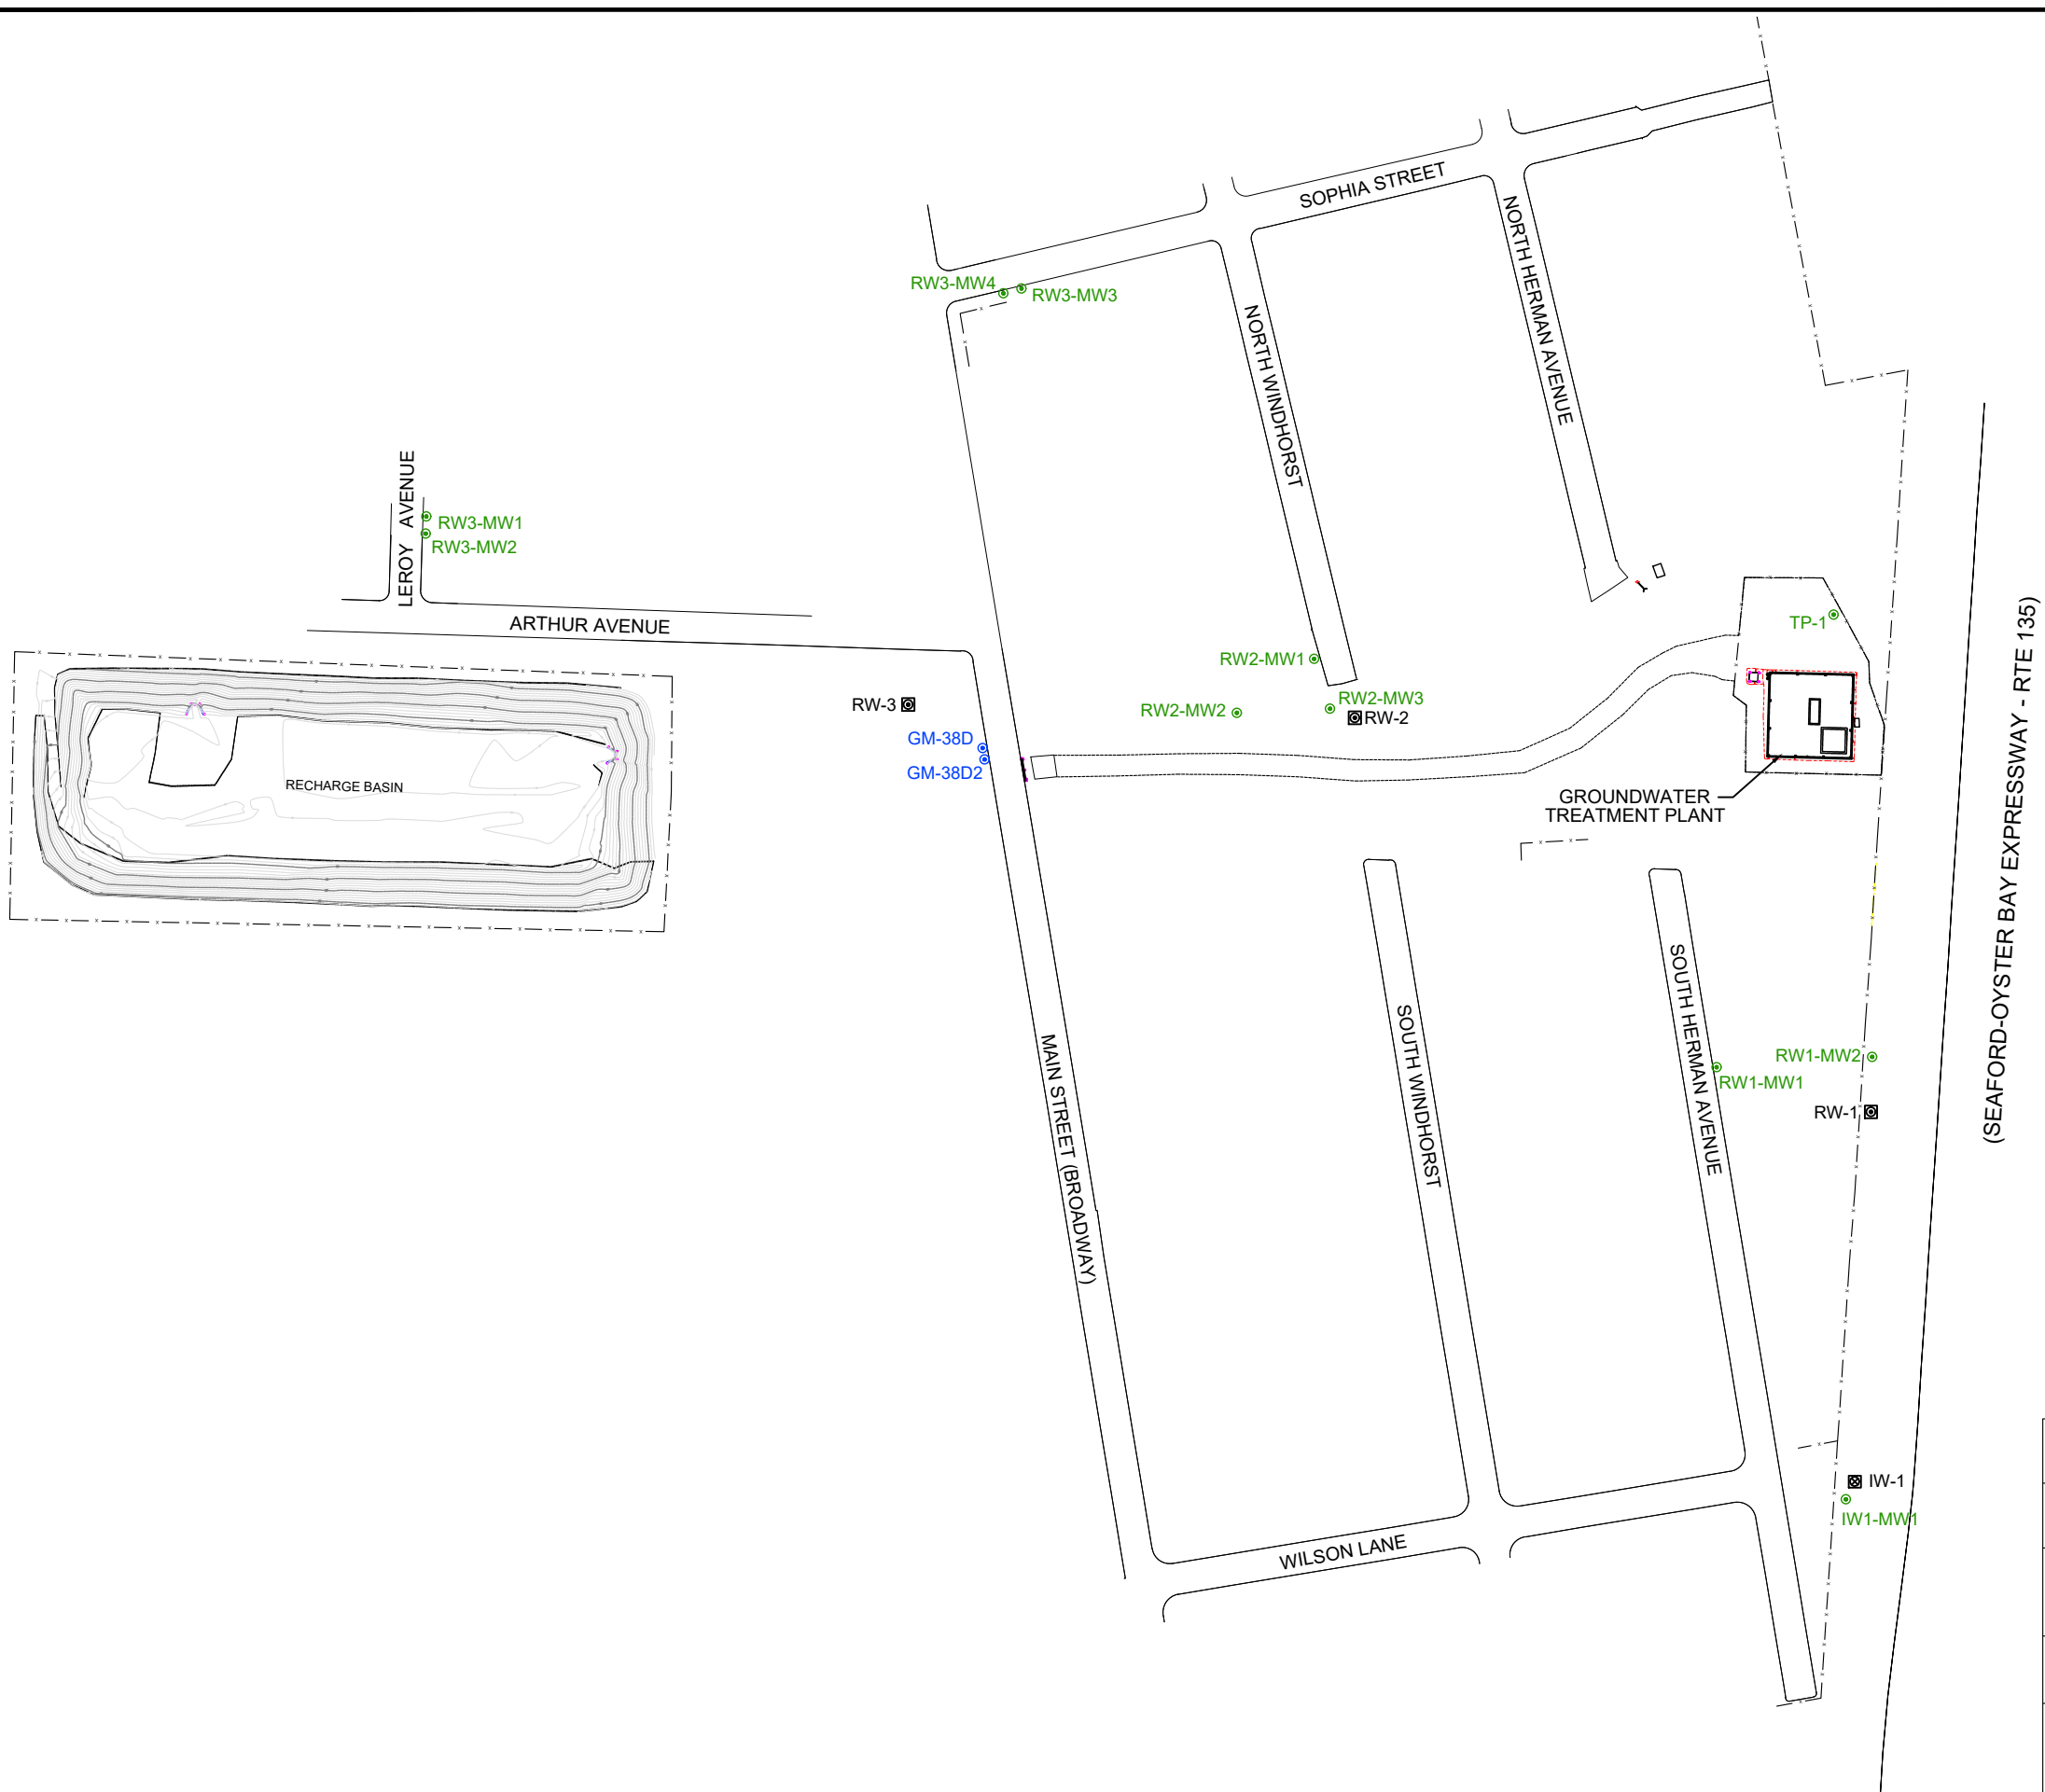 SOPHIA STREET
NORTH HERMAN AVENUE
RW3-MW4
RW3-MW3
NORTH WINDHORST
LEROY AVENUE
RW3-MW1
RW3-MW2
ARTHUR AVENUE
TP-1
(SEAFORD-OYSTER BAY EXPRESSWAY - RTE 135)
RW2-MW1
RW2-MW3
RW2-MW2
RW-2
RW-3
GM-38D
GM-38D2
RECHARGE BASIN
GROUNDWATER
TREATMENT PLANT
SOUTH HERMAN AVENUE
SOUTH WINDHORST
MAIN STREET (BROADWAY)
RW1-MW2
RW1-MW1
RW-1
IW-1
IW1-MW1
WILSON LANE